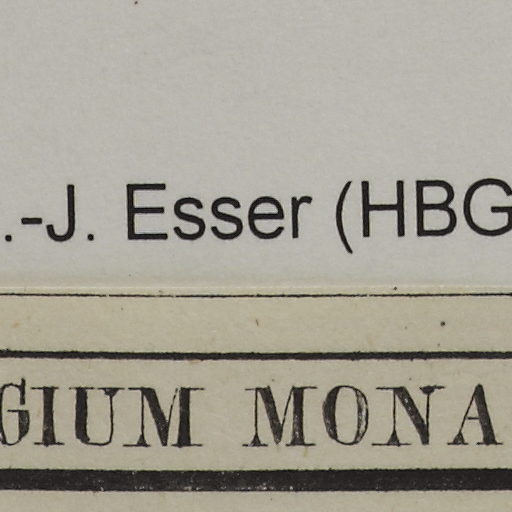 .-J. Esser (HBG
GIUM MONA